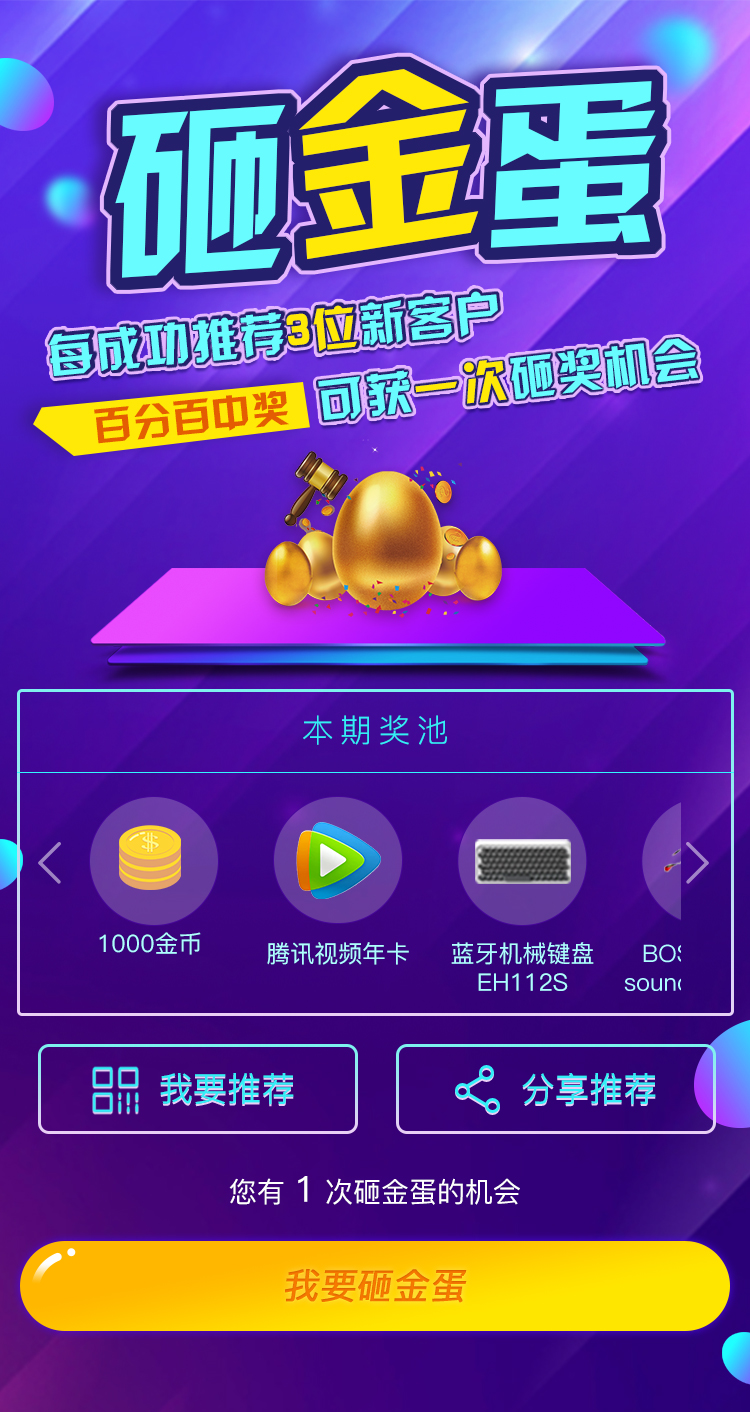 砸金蛋
每成功推荐3位新客户
百分百中奖 可获一次砸奖机会
本期奖池
1000金币
腾讯视频年卡
蓝牙机械键盘
EH112S
BOS
soun
我要推荐
分享推荐
您有 1 次砸金蛋的机会
我要砸金蛋